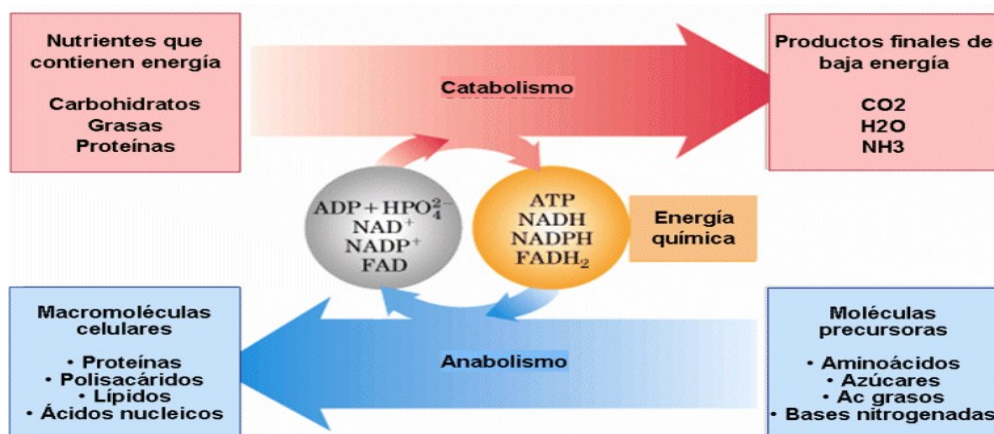 Nutrientes que
contienen energía
Carbohidratos
Grasas
Proteínas
Catabolismo
Productos finales de
baja energía
CO2
H2O
NH3
ADP + HPO₄²⁻
NAD⁺
NADP⁺
FAD
ATP
NADH
NADPH
FADH₂
Energía
química
Macromoléculas
celulares
• Proteínas
• Polisacáridos
• Lípidos
• Ácidos nucleicos
Anabolismo
Moléculas
precursoras
• Aminoácidos
• Azúcares
• Ac grasos
• Bases nitrogenadas